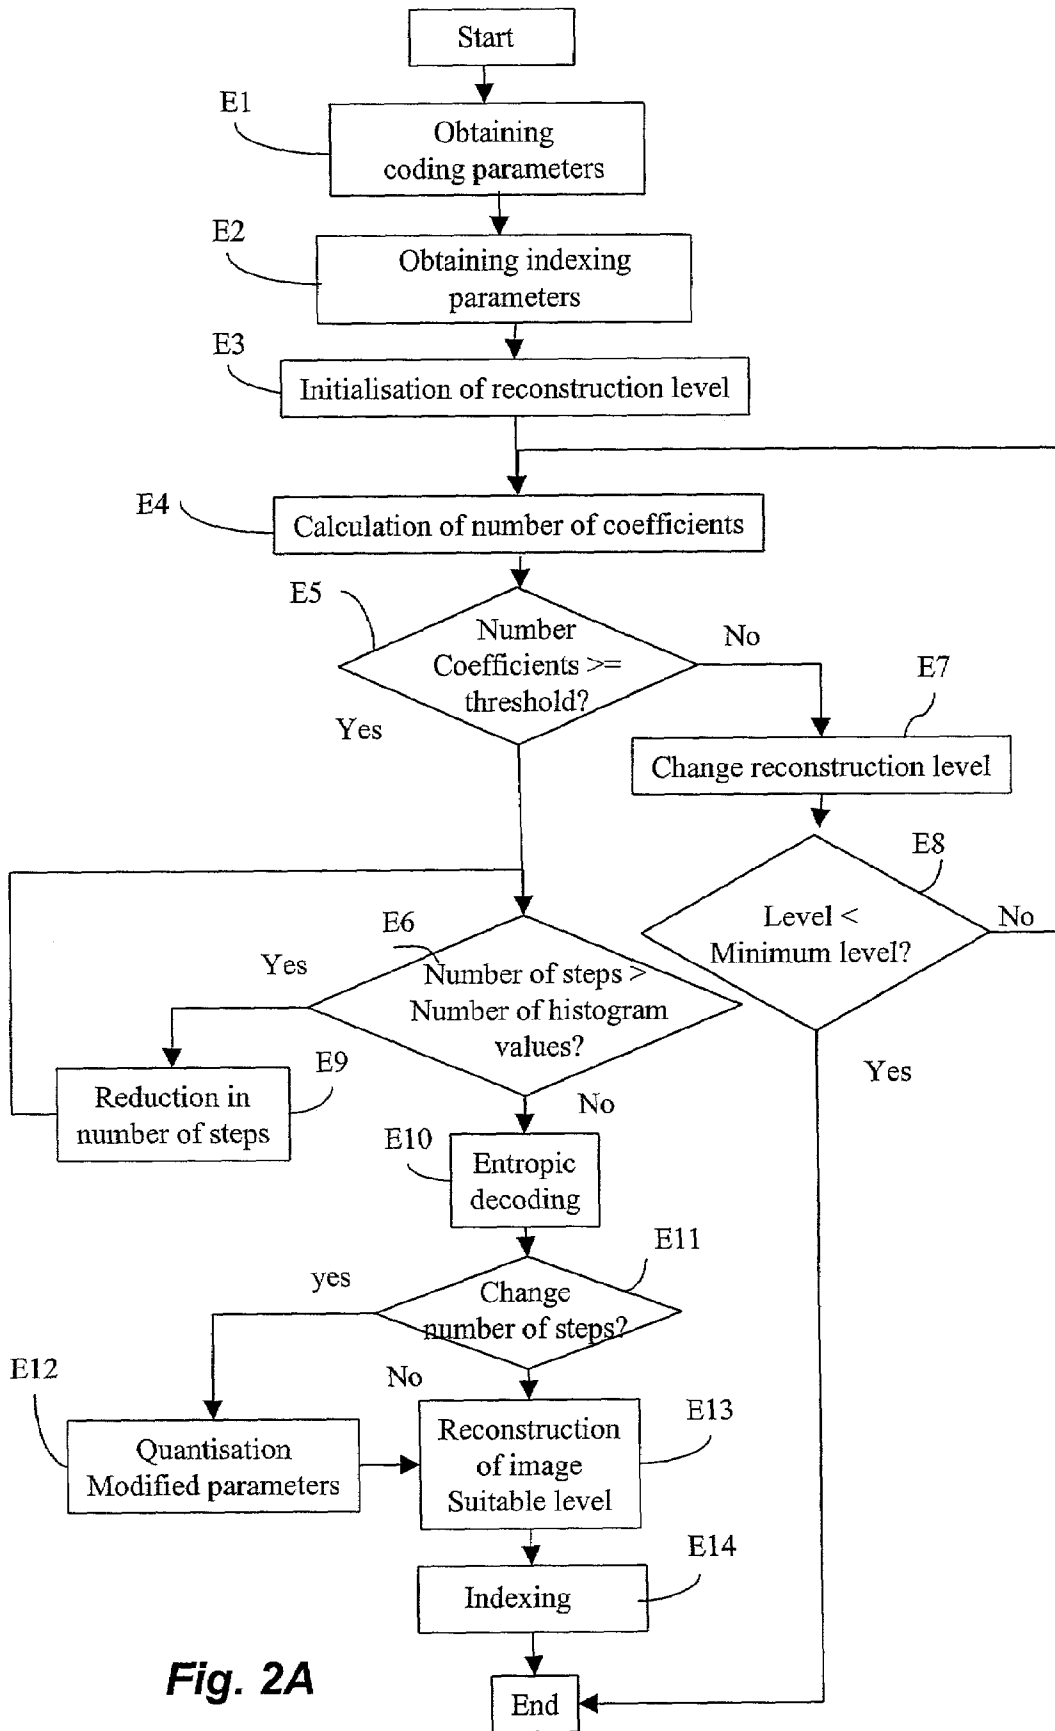 Start
E1
Obtaining
coding parameters
E2
Obtaining indexing
parameters
E3
Initialisation of reconstruction level
E4
Calculation of number of coefficients
E5
Number
Coefficients >=
threshold?
No
Yes
E7
Change reconstruction level
E8
Level <
Minimum level?
No
Yes
E6
Number of steps >
Number of histogram
values?
Yes
No
E9
Reduction in
number of steps
E10
Entropic
decoding
E11
Change
number of steps?
yes
No
E12
Quantisation
Modified parameters
E13
Reconstruction
of image
Suitable level
E14
Indexing
End
Fig. 2A